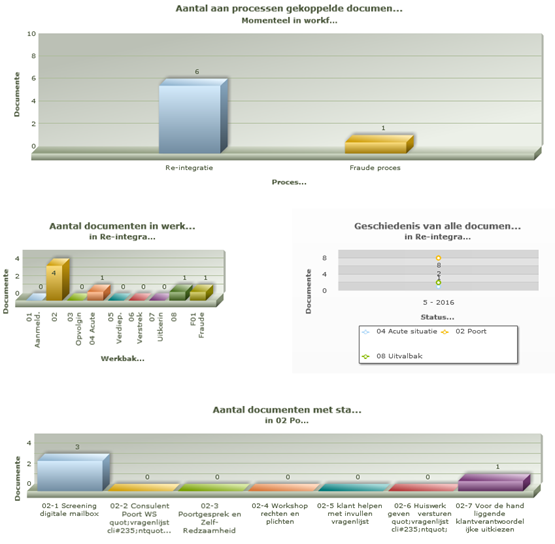 Aantal aan processen gekoppelde documen...
Momenteel in workf...
10
8
6
4
2
0
Documente
6
1
Re-integratie
Fraude proces
Proces...
Aantal documenten in werk...
in Re-integra...
4
2
0
Documente
0
4
0
1
0
0
0
1
1
01 Aanmeld.
02
03 Opvolgin
04 Acute
05 Verdiep.
06 Verstrek
07 Uitkerin
08
F01 Fraude
Werkbak...
Geschiedenis van alle documen...
in Re-integra...
8
4
0
Documente
8
2
5 - 2016
Status...
04 Acute situatie
02 Poort
08 Uitvalbak
Aantal documenten met sta...
in 02 Po...
4
2
0
Documente
3
0
0
0
0
0
1
02-1 Screening
digitale mailbox
02-2 Consulent
Poort WS
quot;vragenlijst
cli&#235;ntquot;
02-3
Poortgesprek en
Zelf-
Redzaamheid
02-4 Workshop
rechten en
plichten
02-5 klant helpen
met invullen
vragenlijst
02-6 Huiswerk
geven versturen
quot;vragenlijst
cli&#235;ntquot;
02-7 Voor de hand
liggende
klantverantwoordel
ijke uitkiezen